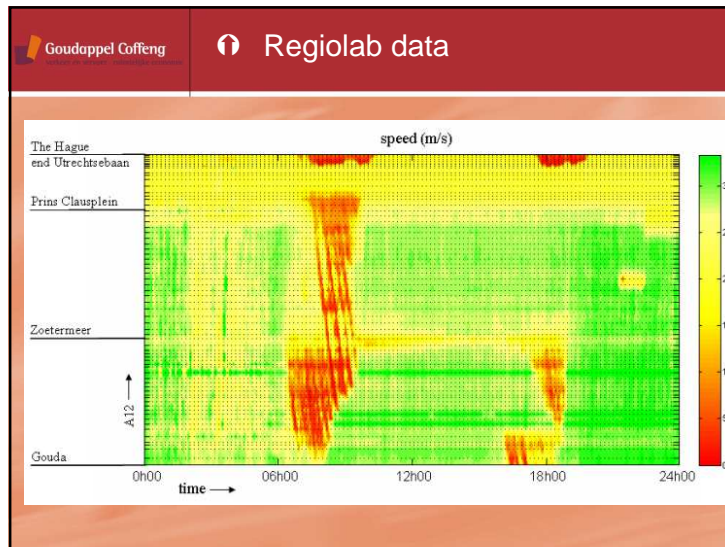 Goudappel Coffeng
Regiolab data
speed (m/s)
The Hague
end Utrechtsebaan
Prins Clausplein
Zoetermeer
A12
Gouda
0h00 06h00 12h00 18h00 24h00
time